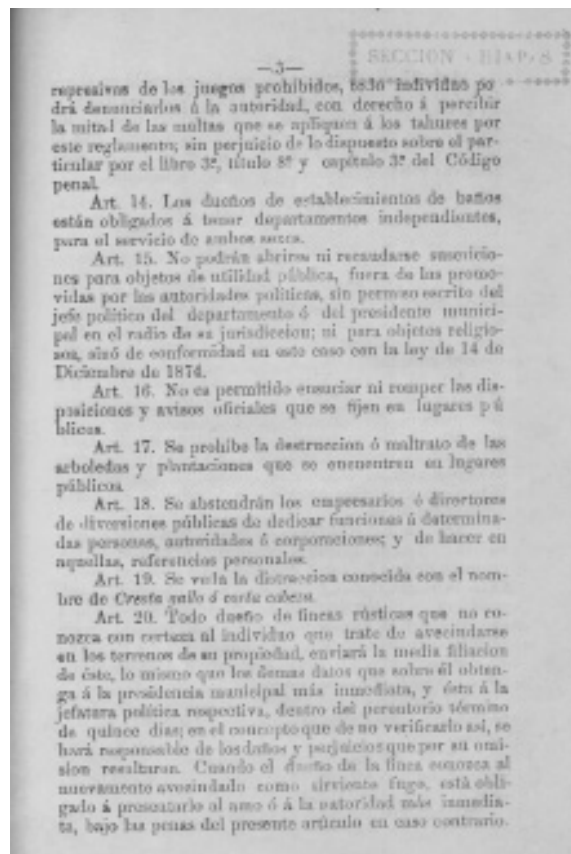 SECCION CHIAPAS
—3—
represivas de los juegos prohibidos, todo individuo po
drá denunciarlos á la autoridad, con derecho á percibir
la mitad de las multas que se apliquen á los tahures por
este reglamento; sin perjuicio de lo dispuesto sobre el par-
ticular por el libro 3º, título 8º y capítulo 3º del Código
penal.
Art. 14. Los dueños de establecimientos de baños
están obligados á tener departamentos independientes,
para el servicio de ambos sexos.
Art. 15. No podrán abrirse ni recaudarse suscricio-
nes para objetos de utilidad pública, fuera de las promo-
vidas por las autoridades políticas, sin permiso escrito del
jefe político del departamento ó del presidente munici-
pal en el radio de su jurisdiccion; ni para objetos religio-
sos, sinó de conformidad en este caso con la ley de 14 de
Diciembre de 1874.
Art. 16. No es permitido ensuciar ni romper las dis-
posiciones y avisos oficiales que se fijen en lugares pú
blicos.
Art. 17. Se prohibe la destruccion ó maltrato de las
arboledas y plantaciones que se encuentren en lugares
públicos.
Art. 18. Se abstendrán los empresarios ó directores
de diversiones públicas de dedicar funciones á determina-
das personas, autoridades ó corporaciones; y de hacer en
aquellas, referencias personales.
Art. 19. Se veda la distraccion conocida con el nom-
bre de Cresta gallo ó corta cabeza.
Art. 20. Todo dueño de fincas rústicas que no co-
nozca con certeza al individuo que trate de avecindarse
en los terrenos de su propiedad, enviará la media filiacion
de éste, lo mismo que los demas datos que sobre él obten-
ga á la presidencia municipal más inmediata, y ésta á la
jefatura política respectiva, dentro del perentorio término
de quince dias; en el concepto que de no verificarlo así, se
hará responsable de los daños y perjuicios que por su omi-
sion resultaren. Cuando el dueño de la finca conozca al
nuevamente avecindado como sirviente fugo, está obli-
gado á presentarlo al amo ó á la autoridad más inmedia-
ta, bajo las penas del presente artículo en caso contrario.